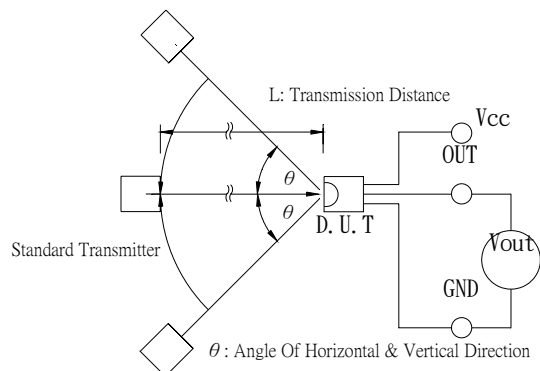 L: Transmission Distance
Vcc
OUT
θ
θ
D.U.T
Standard Transmitter
Vout
GND
θ : Angle Of Horizontal & Vertical Direction